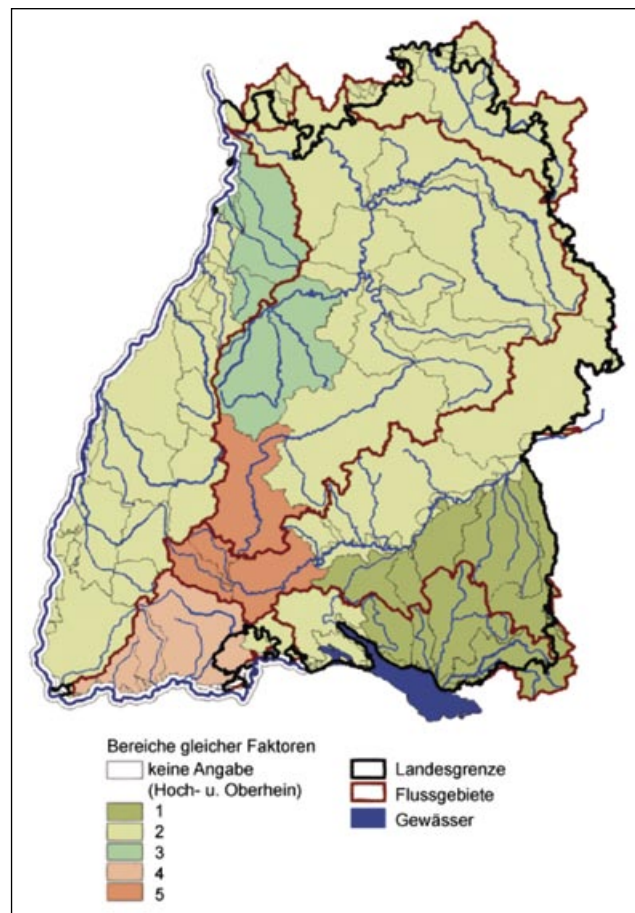 Bereiche gleicher Faktoren
keine Angabe
(Hoch- u. Oberhein)
1
2
3
4
5
Landesgrenze
Flussgebiete
Gewässer